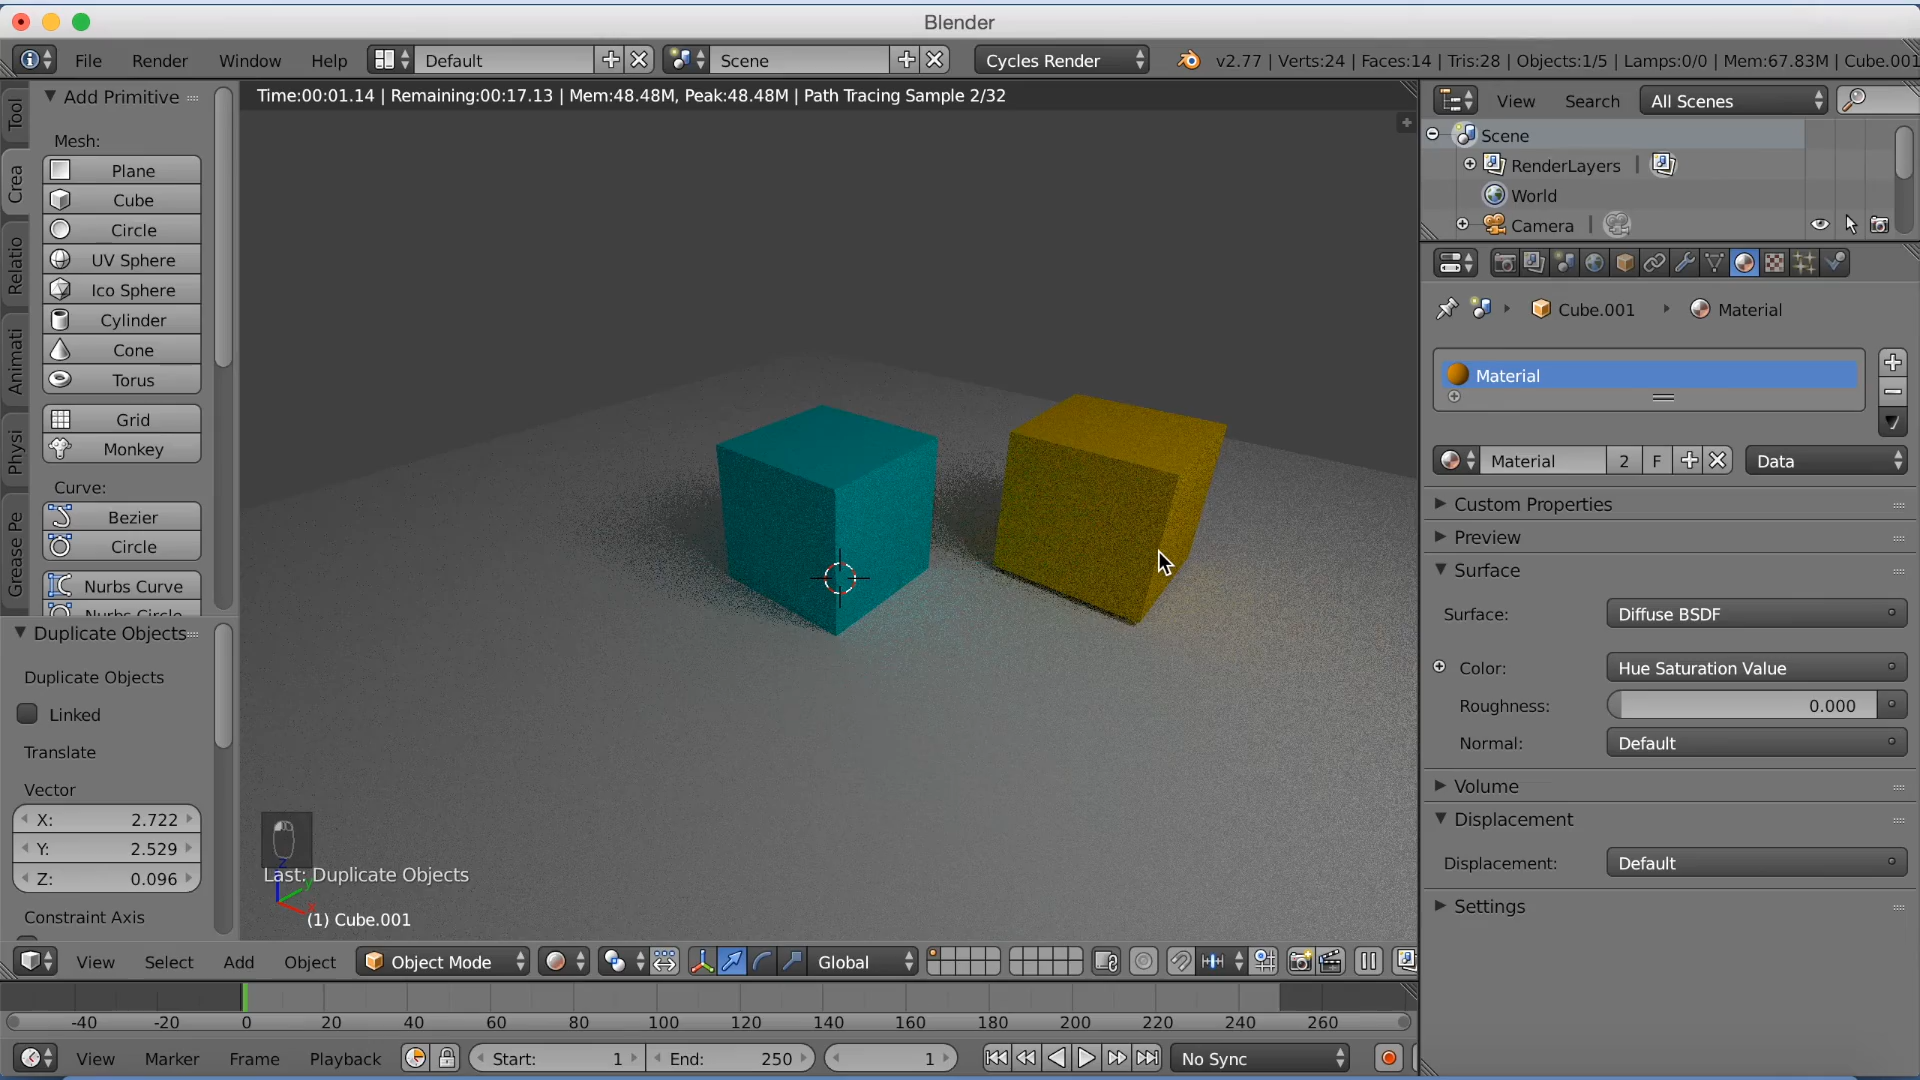 Blender
File Render Window Help Default Scene Cycles Render v2.77 | Verts:24 | Faces:14 | Tris:28 | Objects:1/5 | Lamps:0/0 | Mem:67.83M | Cube.001
Time:00:01.14 | Remaining:00:17.13 | Mem:48.48M, Peak:48.48M | Path Tracing Sample 2/32
Tool
Crea
Relatio
Animati
Physi
Grease Pe
Add Primitive
Mesh:
Plane
Cube
Circle
UV Sphere
Ico Sphere
Cylinder
Cone
Torus
Grid
Monkey
Curve:
Bezier
Circle
Nurbs Curve
Nurbs Circle
Duplicate Objects
Duplicate Objects
Linked
Translate
Vector
X: 2.722
Y: 2.529
Z: 0.096
Constraint Axis
Last: Duplicate Objects
(1) Cube.001
View Search All Scenes
Scene
RenderLayers |
World
Camera |
Cube.001 Material
Material
Material 2 F Data
Custom Properties
Preview
Surface
Surface: Diffuse BSDF
Color: Hue Saturation Value
Roughness: 0.000
Normal: Default
Volume
Displacement
Displacement: Default
Settings
View Select Add Object Object Mode Global
-40 -20 0 20 40 60 80 100 120 140 160 180 200 220 240 260
View Marker Frame Playback Start: 1 End: 250 1 No Sync